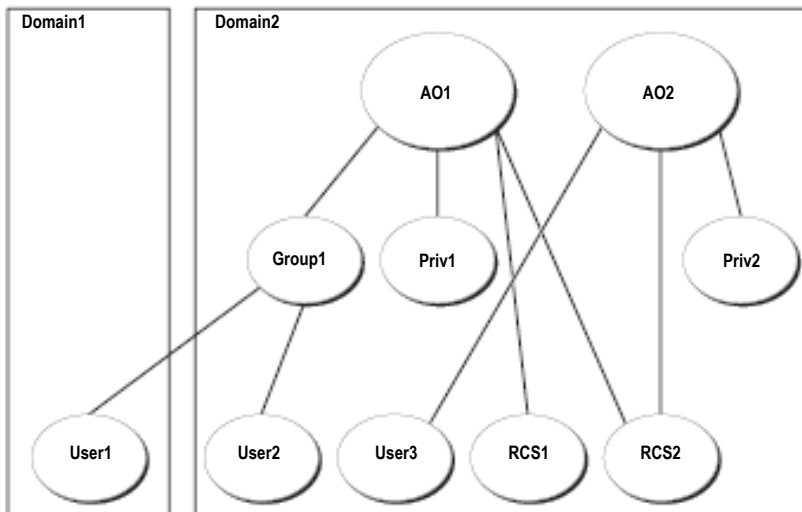 Domain1
Domain2
AO1
AO2
Group1
Priv1
Priv2
User1
User2
User3
RCS1
RCS2